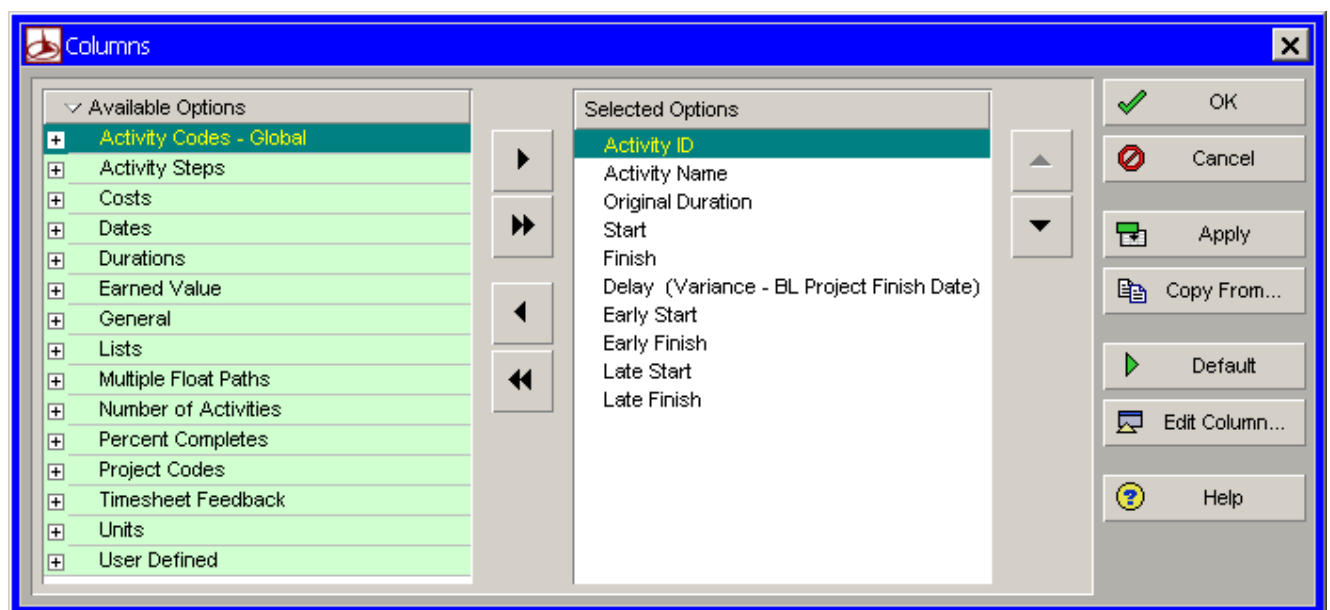 Columns
Available Options
Activity Codes - Global
Activity Steps
Costs
Dates
Durations
Earned Value
General
Lists
Multiple Float Paths
Number of Activities
Percent Completes
Project Codes
Timesheet Feedback
Units
User Defined
Selected Options
Activity ID
Activity Name
Original Duration
Start
Finish
Delay  (Variance - BL Project Finish Date)
Early Start
Early Finish
Late Start
Late Finish
OK
Cancel
Apply
Copy From...
Default
Edit Column...
Help